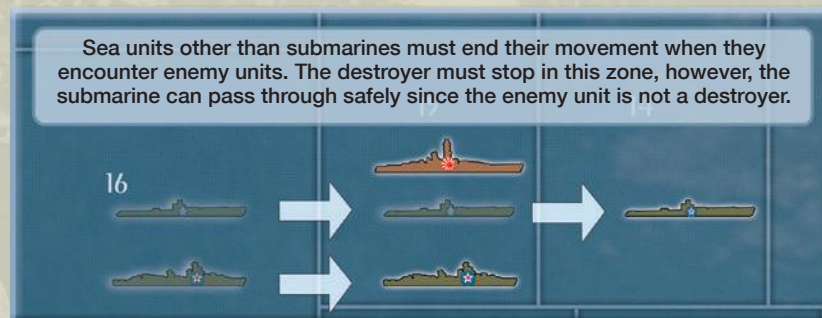 Sea units other than submarines must end their movement when they
encounter enemy units. The destroyer must stop in this zone, however, the
submarine can pass through safely since the enemy unit is not a destroyer.
16